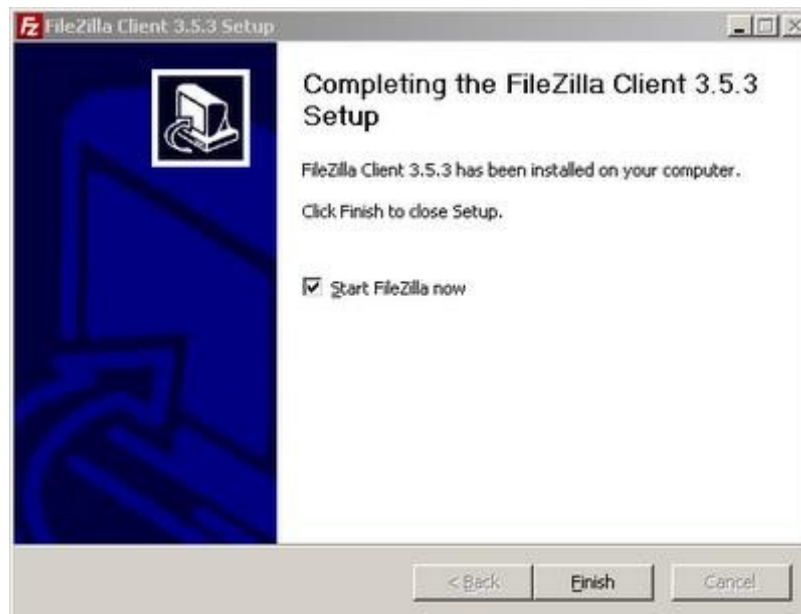 Fz FileZilla Client 3.5.3 Setup
Completing the FileZilla Client 3.5.3
Setup
FileZilla Client 3.5.3 has been installed on your computer.
Click Finish to close Setup.
Start FileZilla now
< Back Finish Cancel